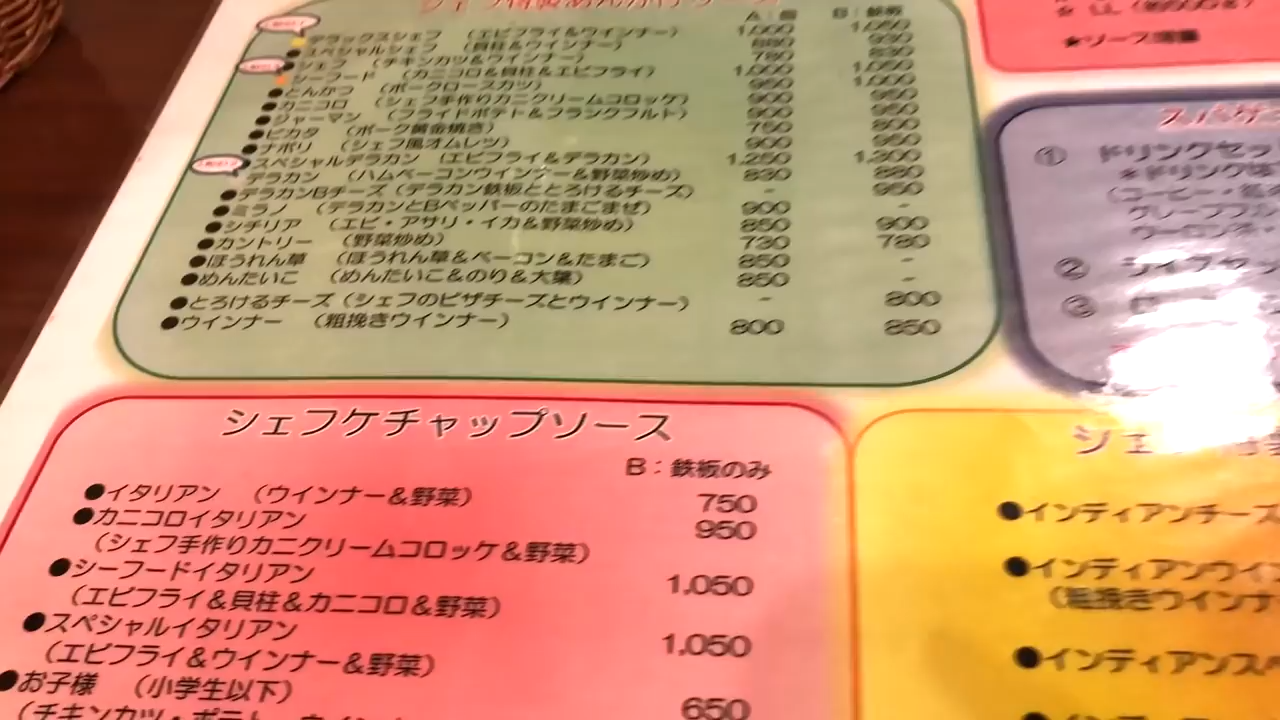 A：皿 B：鉄板
デラックスシェフ （エビフライ&ウインナー） 1,000 1,050
●スペシャルシェフ （貝柱&ウインナー） 880 930
●シェフ （チキンカツ&ウインナー） 780 830
シーフード （カニコロ&貝柱&エビフライ） 1,000 1,050
●とんかつ （ポークロースカツ） 950 1,000
●カニコロ （シェフ手作りカニクリームコロッケ） 900 950
●ジャーマン （フライドポテト&フランクフルト） 900 950
●ピカタ （ポーク黄金焼き） 750 800
●ナポリ （シェフ風オムレツ） 900 950
●スペシャルデラカン （エビフライ&デラカン） 1,250 1,300
デラカン （ハムベーコンウインナー&野菜炒め） 830 880
●デラカンBチーズ（デラカン鉄板ととろけるチーズ） - 950
●ミラノ （デラカンとBペッパーのたまごまぜ） 900 -
●シチリア （エビ・アサリ・イカ&野菜炒め） 850 900
●カントリー （野菜炒め） 730 780
●ほうれん草 （ほうれん草&ベーコン&たまご） 850 -
●めんたいこ （めんたいこ&のり&大葉） 850 -
●とろけるチーズ（シェフのピザチーズとウインナー） - 800
●ウインナー （粗挽きウインナー） 800 850
シェフケチャップソース
B：鉄板のみ
●イタリアン （ウインナー&野菜） 750
●カニコロイタリアン 950
（シェフ手作りカニクリームコロッケ&野菜）
●シーフードイタリアン 1,050
（エビフライ&貝柱&カニコロ&野菜）
●スペシャルイタリアン 1,050
（エビフライ&ウインナー&野菜）
●お子様 （小学生以下） 650
（チキンカツ・ポテト
★ソース増量
①
②
③
●インディアンチーズ
●インディアンウイン
（粗挽きウインナ
●インディアンスペ